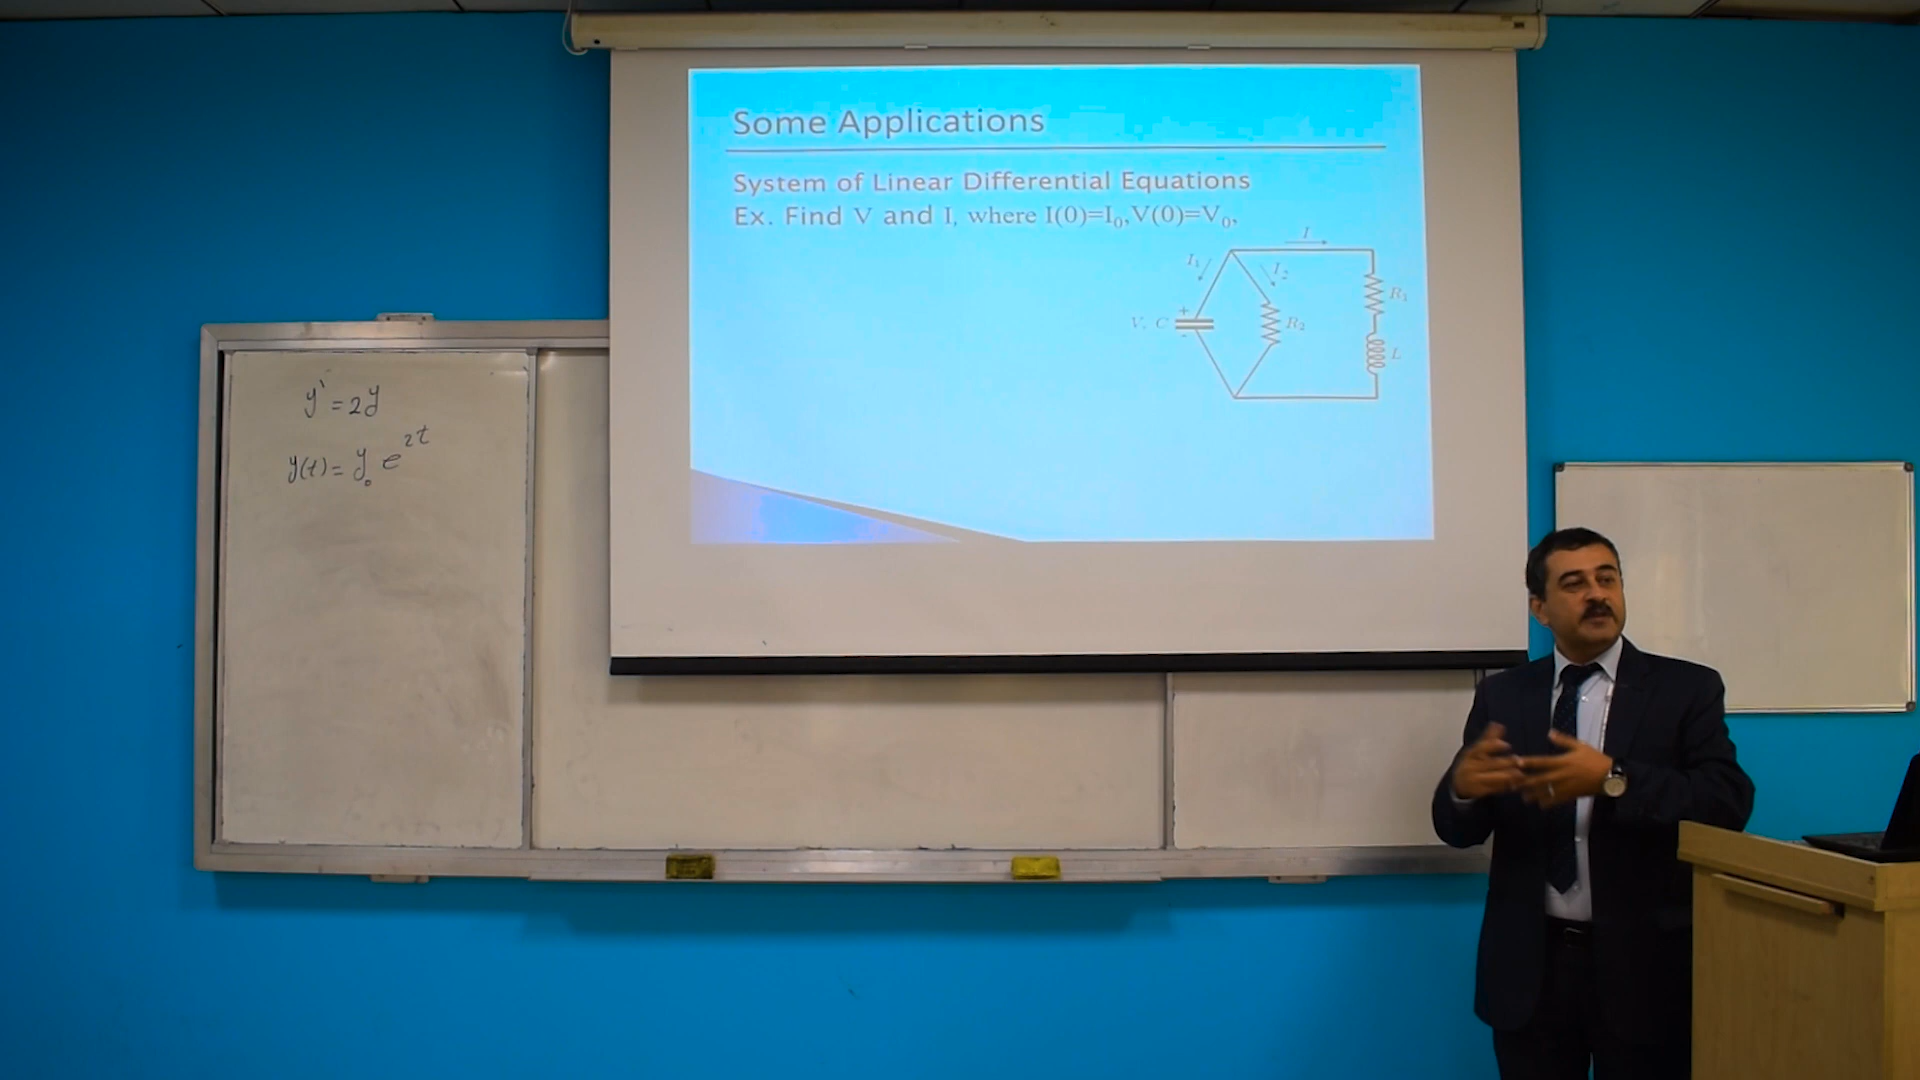 Some Applications
System of Linear Differential Equations
Ex. Find V and I, where I(0)=I₀,V(0)=V₀,
I
I₁
I₂
R₁
+
V, C
R₂
-
L
y' = 2y
y(t) = y₀ e²ᵗ